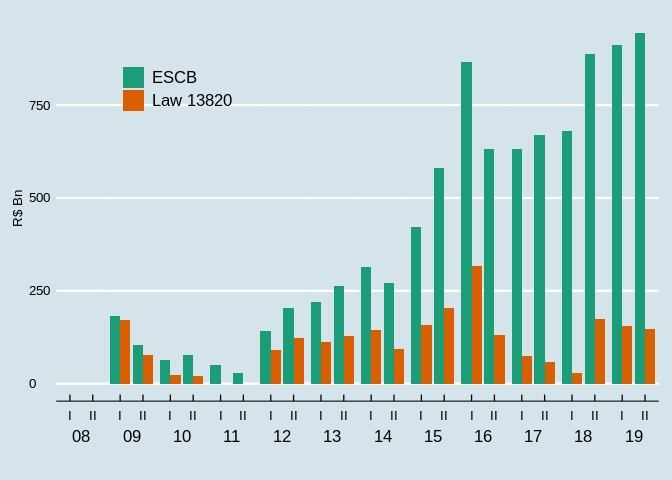 ESCB
Law 13820
R$ Bn
750
500
250
0
I II I II I II I II I II I II I II I II I II I II I II I II
08 09 10 11 12 13 14 15 16 17 18 19